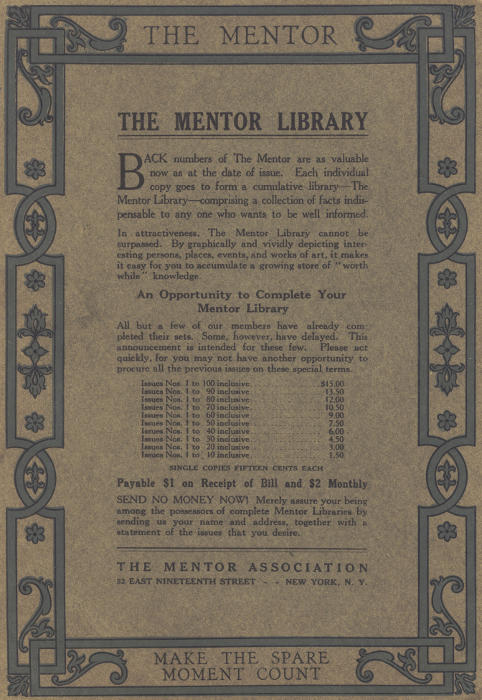 THE MENTOR
THE MENTOR LIBRARY
BACK numbers of The Mentor are as valuable
now as at the date of issue. Each individual
copy goes to form a cumulative library—The
Mentor Library—comprising a collection of facts indis-
pensable to any one who wants to be well informed.
In attractiveness, The Mentor Library cannot be
surpassed. By graphically and vividly depicting inter-
esting persons, places, events, and works of art, it makes
it easy for you to accumulate a growing store of "worth
while" knowledge.
An Opportunity to Complete Your
Mentor Library
All but a few of our members have already com-
pleted their sets. Some, however, have delayed. This
announcement is intended for these few. Please act
quickly, for you may not have another opportunity to
procure all the previous issues on these special terms.
Issues Nos. 1 to 100 inclusive $15.00
Issues Nos. 1 to 90 inclusive 13.50
Issues Nos. 1 to 80 inclusive 12.00
Issues Nos. 1 to 70 inclusive 10.50
Issues Nos. 1 to 60 inclusive 9.00
Issues Nos. 1 to 50 inclusive 7.50
Issues Nos. 1 to 40 inclusive 6.00
Issues Nos. 1 to 30 inclusive 4.50
Issues Nos. 1 to 20 inclusive 3.00
Issues Nos. 1 to 10 inclusive 1.50
SINGLE COPIES FIFTEEN CENTS EACH
Payable $1 on Receipt of Bill and $2 Monthly
SEND NO MONEY NOW! Merely assure your being
among the possessors of complete Mentor Libraries by
sending us your name and address, together with a
statement of the issues that you desire.
THE MENTOR ASSOCIATION
52 EAST NINETEENTH STREET - - NEW YORK, N. Y.
MAKE THE SPARE
MOMENT COUNT